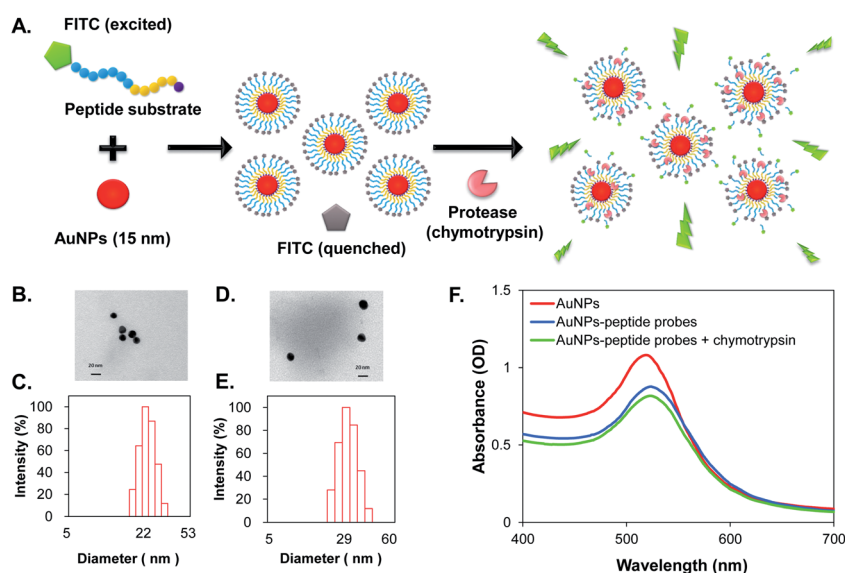 A.
FITC (excited)
Peptide substrate
AuNPs (15 nm)
FITC (quenched)
Protease
(chymotrypsin)
B.
20 nm
C.
Intensity (%)
100
80
60
40
20
0
5 22 53
Diameter ( nm )
D.
20 nm
E.
Intensity (%)
100
80
60
40
20
0
5 29 60
Diameter ( nm )
F.
Absorbance (OD)
1.5
1
0.5
0
AuNPs
AuNPs-peptide probes
AuNPs-peptide probes + chymotrypsin
400 500 600 700
Wavelength (nm)